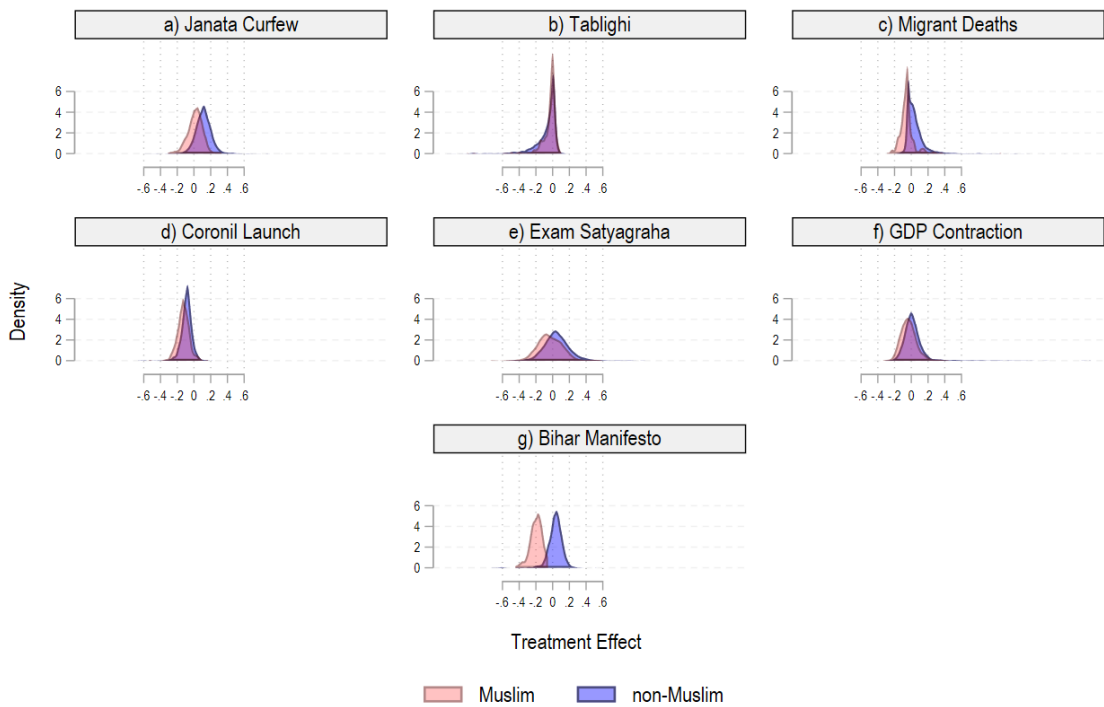 a) Janata Curfew
b) Tablighi
c) Migrant Deaths
6
4
2
0
-.6 -.4 -.2 0 .2 .4 .6
6
4
2
0
-.6 -.4 -.2 0 .2 .4 .6
6
4
2
0
-.6 -.4 -.2 0 .2 .4 .6
d) Coronil Launch
e) Exam Satyagraha
f) GDP Contraction
Density
6
4
2
0
-.6 -.4 -.2 0 .2 .4 .6
6
4
2
0
-.6 -.4 -.2 0 .2 .4 .6
6
4
2
0
-.6 -.4 -.2 0 .2 .4 .6
g) Bihar Manifesto
6
4
2
0
-.6 -.4 -.2 0 .2 .4 .6
Treatment Effect
Muslim
non-Muslim